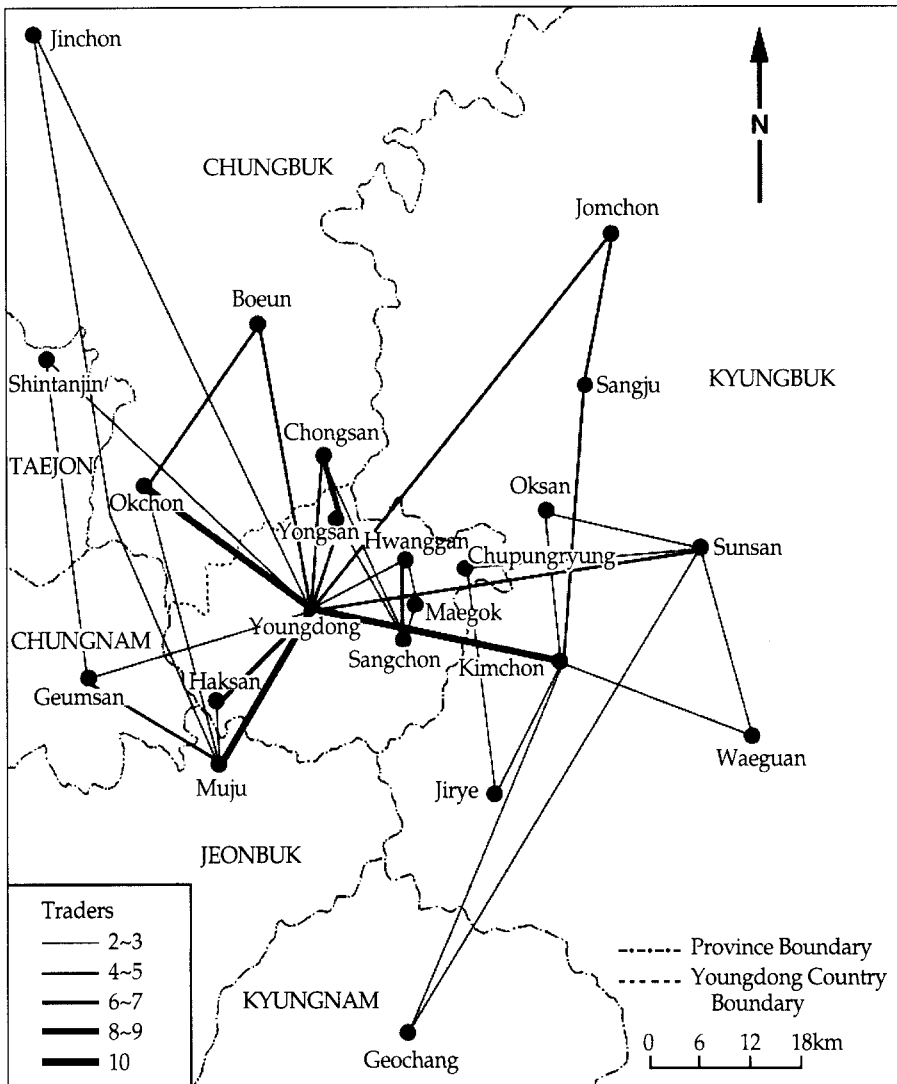 Jinchon
N
CHUNGBUK
Jomchon
Boeun
Shintanjin
Sangju
KYUNGBUK
Chongsan
TAEJON
Okchon
Oksan
Yongsan
Hwanggan
Chupungryung
Sunsan
Maegok
Youngdong
CHUNGNAM
Sangchon
Kimchon
Haksan
Geumsan
Waeguan
Muju
Jirye
JEONBUK
Traders
2~3
4~5
6~7
8~9
10
KYUNGNAM
Geochang
Province Boundary
Youngdong Country
Boundary
0 6 12 18km